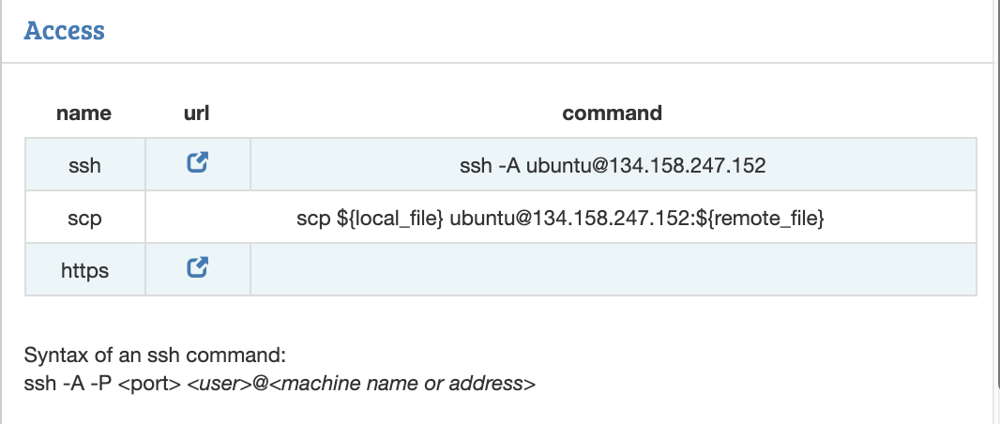 Access
name url command
ssh ssh -A ubuntu@134.158.247.152
scp scp ${local_file} ubuntu@134.158.247.152:${remote_file}
https
Syntax of an ssh command:
ssh -A -P <port> <user>@<machine name or address>